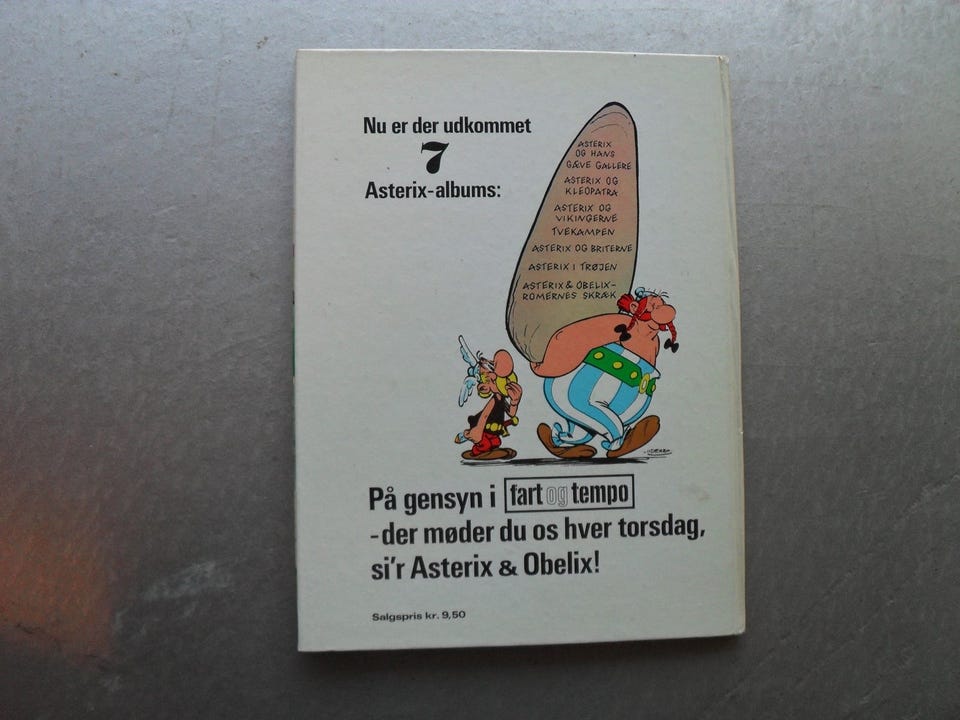 Nu er der udkommet
7
Asterix-albums:
ASTERIX
OG HANS
GÆVE GALLERE
ASTERIX OG
KLEOPATRA
ASTERIX OG
VIKINGERNE
TVEKAMPEN
ASTERIX OG BRITERNE
ASTERIX I TRØJEN
ASTERIX & OBELIX-
ROMERNES SKRÆK
UDERZO
På gensyn i fart og tempo
-der møder du os hver torsdag,
si'r Asterix & Obelix!
Salgspris kr. 9,50